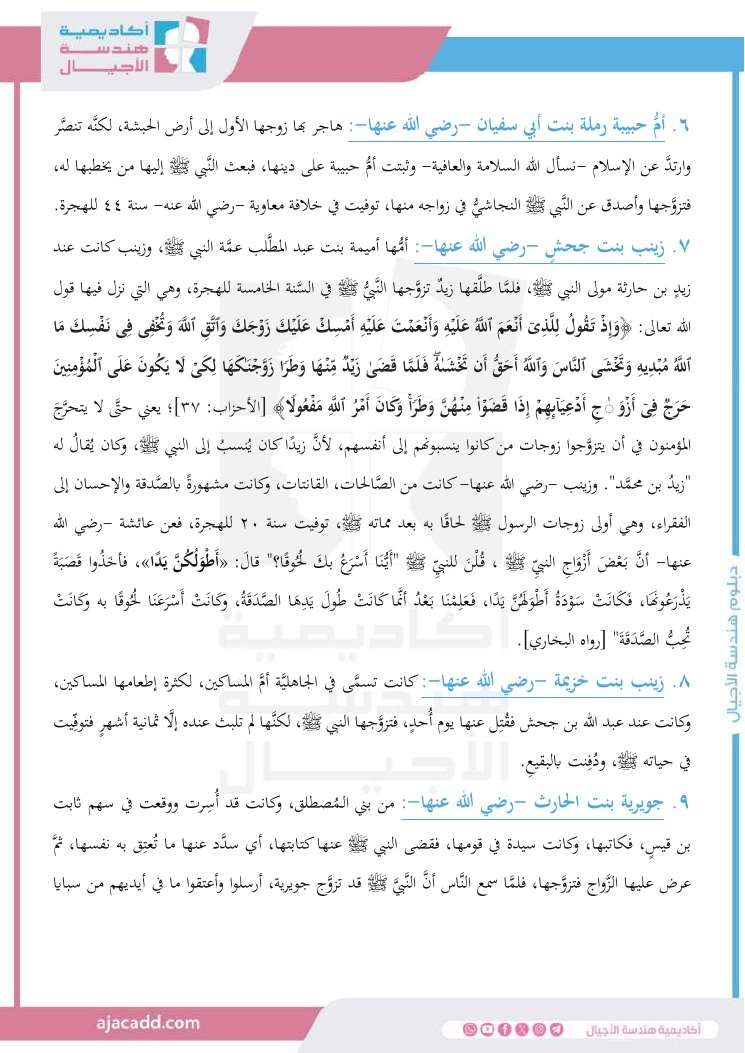 أكاديمية
هندسة
الأجيال
٦. أمُّ حبيبة رملة بنت أبي سفيان –رضي الله عنها–: هاجر بها زوجها الأول إلى أرض الحبشة، لكنَّه تنصَّر
وارتدَّ عن الإسلام –نسأل الله السلامة والعافية– وثبتت أمُّ حبيبة على دينها، فبعث النَّبي ﷺ إليها من يخطبها له،
فتزوَّجها وأصدق عن النَّبي ﷺ النجاشيُّ في زواجه منها، توفيت في خلافة معاوية –رضي الله عنه– سنة ٤٤ للهجرة.
٧. زينب بنت جحشٍ –رضي الله عنها–: أمُّها أميمة بنت عبد المطَّلب عمَّة النبي ﷺ، وزينب كانت عند
زيدٍ بن حارثة مولى النبي ﷺ، فلمَّا طلَّقها زيدٌ تزوَّجها النَّبيُّ ﷺ في السَّنة الخامسة للهجرة، وهي التي نزل فيها قول
الله تعالى: ﴿وَإِذْ تَقُولُ لِلَّذِىٓ أَنْعَمَ ٱللَّهُ عَلَيْهِ وَأَنْعَمْتَ عَلَيْهِ أَمْسِكْ عَلَيْكَ زَوْجَكَ وَٱتَّقِ ٱللَّهَ وَتُخْفِى فِى نَفْسِكَ مَا
ٱللَّهُ مُبْدِيهِ وَتَخْشَى ٱلنَّاسَ وَٱللَّهُ أَحَقُّ أَن تَخْشَىٰهُ ۖ فَلَمَّا قَضَىٰ زَيْدٌ مِّنْهَا وَطَرًا زَوَّجْنَٰكَهَا لِكَىْ لَا يَكُونَ عَلَى ٱلْمُؤْمِنِينَ
حَرَجٌ فِىٓ أَزْوَٰجِ أَدْعِيَآئِهِمْ إِذَا قَضَوْا۟ مِنْهُنَّ وَطَرًا ۚ وَكَانَ أَمْرُ ٱللَّهِ مَفْعُولًا﴾ [الأحزاب: ٣٧]؛ يعني حتَّى لا يتحرَّجَ
المؤمنون في أن يتزوَّجوا زوجات من كانوا ينسبونهم إلى أنفسهم، لأنَّ زيدًا كان يُنسبُ إلى النبي ﷺ، وكان يُقالُ له
"زيدُ بن محمَّد". وزينب –رضي الله عنها– كانت من الصَّالحات، القانتات، وكانت مشهورةً بالصَّدقة والإحسان إلى
الفقراء، وهي أولى زوجات الرسول ﷺ لحاقًا به بعد مماته ﷺ، توفيت سنة ٢٠ للهجرة، فعن عائشة –رضي الله
عنها– أنَّ بَعْضَ أَزْوَاجِ النبيِّ ﷺ ، قُلْنَ للنبيِّ ﷺ "أَيُّنَا أَسْرَعُ بكَ لُحُوقًا؟" قالَ: «أَطْوَلُكُنَّ يَدًا»، فأخَذُوا قَصَبَةً
يَذْرَعُونَهَا، فَكَانَتْ سَوْدَةُ أَطْوَلَهُنَّ يَدًا، فَعَلِمْنَا بَعْدُ أنَّما كَانَتْ طُولَ يَدِهَا الصَّدَقَةُ، وكَانَتْ أَسْرَعَنَا لُحُوقًا به وكَانَتْ
تُحِبُّ الصَّدَقَةَ" [رواه البخاري].
٨. زينب بنت خزيمة –رضي الله عنها–: كانت تسمَّى في الجاهليَّة أمَّ المساكين، لكثرة إطعامها المساكين،
وكانت عند عبد الله بن جحش فقُتِل عنها يوم أُحدٍ، فتزوَّجها النبي ﷺ، لكنَّها لم تلبث عنده إلَّا ثمانية أشهرٍ فتوفِّيت
في حياته ﷺ، ودُفِنت بالبقيع.
٩. جويرية بنت الحارث –رضي الله عنها–: من بني المُصطلق، وكانت قد أُسِرت ووقعت في سهم ثابت
بن قيسٍ، فكاتبها، وكانت سيدة في قومها، فقضى النبي ﷺ عنها كتابتها، أي سدَّد عنها ما تُعتِق به نفسها، ثمَّ
عرض عليها الزَّواج فتزوَّجها، فلمَّا سمع النَّاس أنَّ النَّبيَّ ﷺ قد تزوَّج جويرية، أرسلوا وأعتقوا ما في أيديهم من سبايا
أكاديمية
هندسة
الأجيال
دبلوم هندسة الأجيال
ajacadd.com
أكاديمية هندسة الأجيال